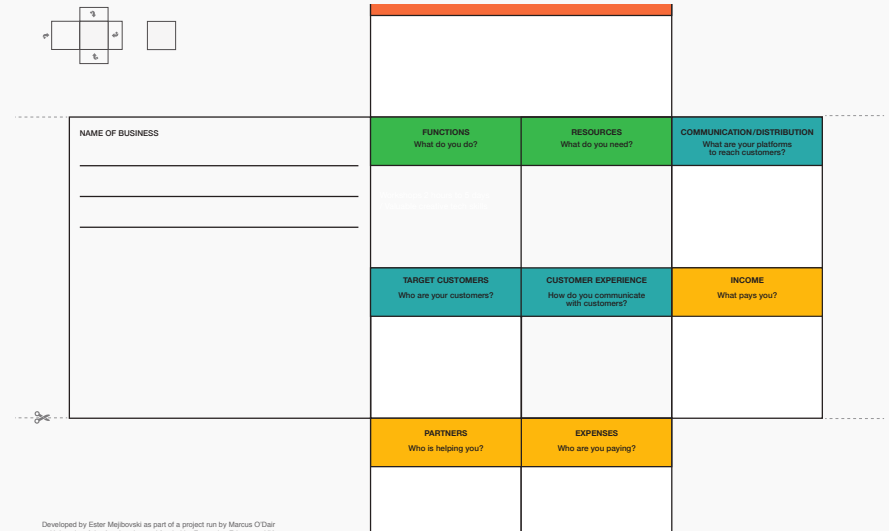 NAME OF BUSINESS
FUNCTIONS
What do you do?
RESOURCES
What do you need?
COMMUNICATION/DISTRIBUTION
What are your platforms
to reach customers?
TARGET CUSTOMERS
Who are your customers?
CUSTOMER EXPERIENCE
How do you communicate
with customers?
INCOME
What pays you?
PARTNERS
Who is helping you?
EXPENSES
Who are you paying?
Developed by Ester Mejibovski as part of a project run by Marcus O'Dair